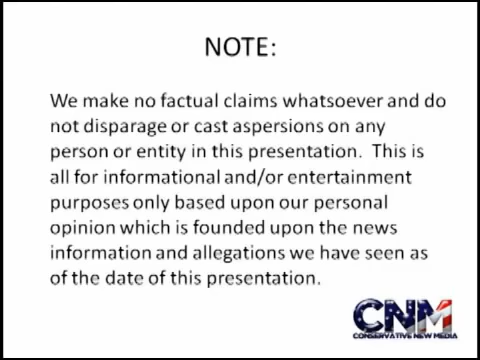 NOTE:
We make no factual claims whatsoever and do
not disparage or cast aspersions on any
person or entity in this presentation.  This is
all for informational and/or entertainment
purposes only based upon our personal
opinion which is founded upon the news
information and allegations we have seen as
of the date of this presentation.
CNM
CONSERVATIVE NEW MEDIA